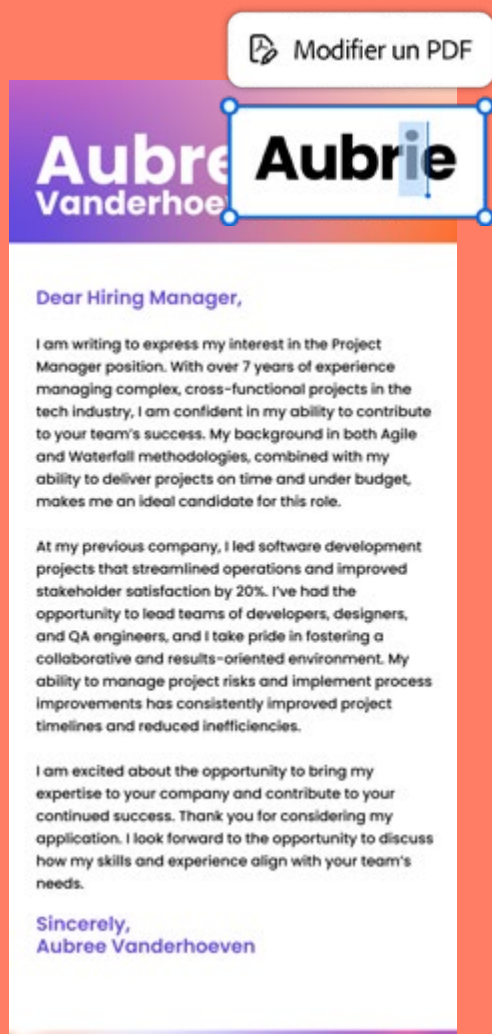 Modifier un PDF
Aubre
Aubrie
Vanderhoe
Dear Hiring Manager,
I am writing to express my interest in the Project
Manager position. With over 7 years of experience
managing complex, cross-functional projects in the
tech industry, I am confident in my ability to contribute
to your team's success. My background in both Agile
and Waterfall methodologies, combined with my
ability to deliver projects on time and under budget,
makes me an ideal candidate for this role.
At my previous company, I led software development
projects that streamlined operations and improved
stakeholder satisfaction by 20%. I've had the
opportunity to lead teams of developers, designers,
and QA engineers, and I take pride in fostering a
collaborative and results-oriented environment. My
ability to manage project risks and implement process
improvements has consistently improved project
timelines and reduced inefficiencies.
I am excited about the opportunity to bring my
expertise to your company and contribute to your
continued success. Thank you for considering my
application. I look forward to the opportunity to discuss
how my skills and experience align with your team's
needs.
Sincerely,
Aubree Vanderhoeven